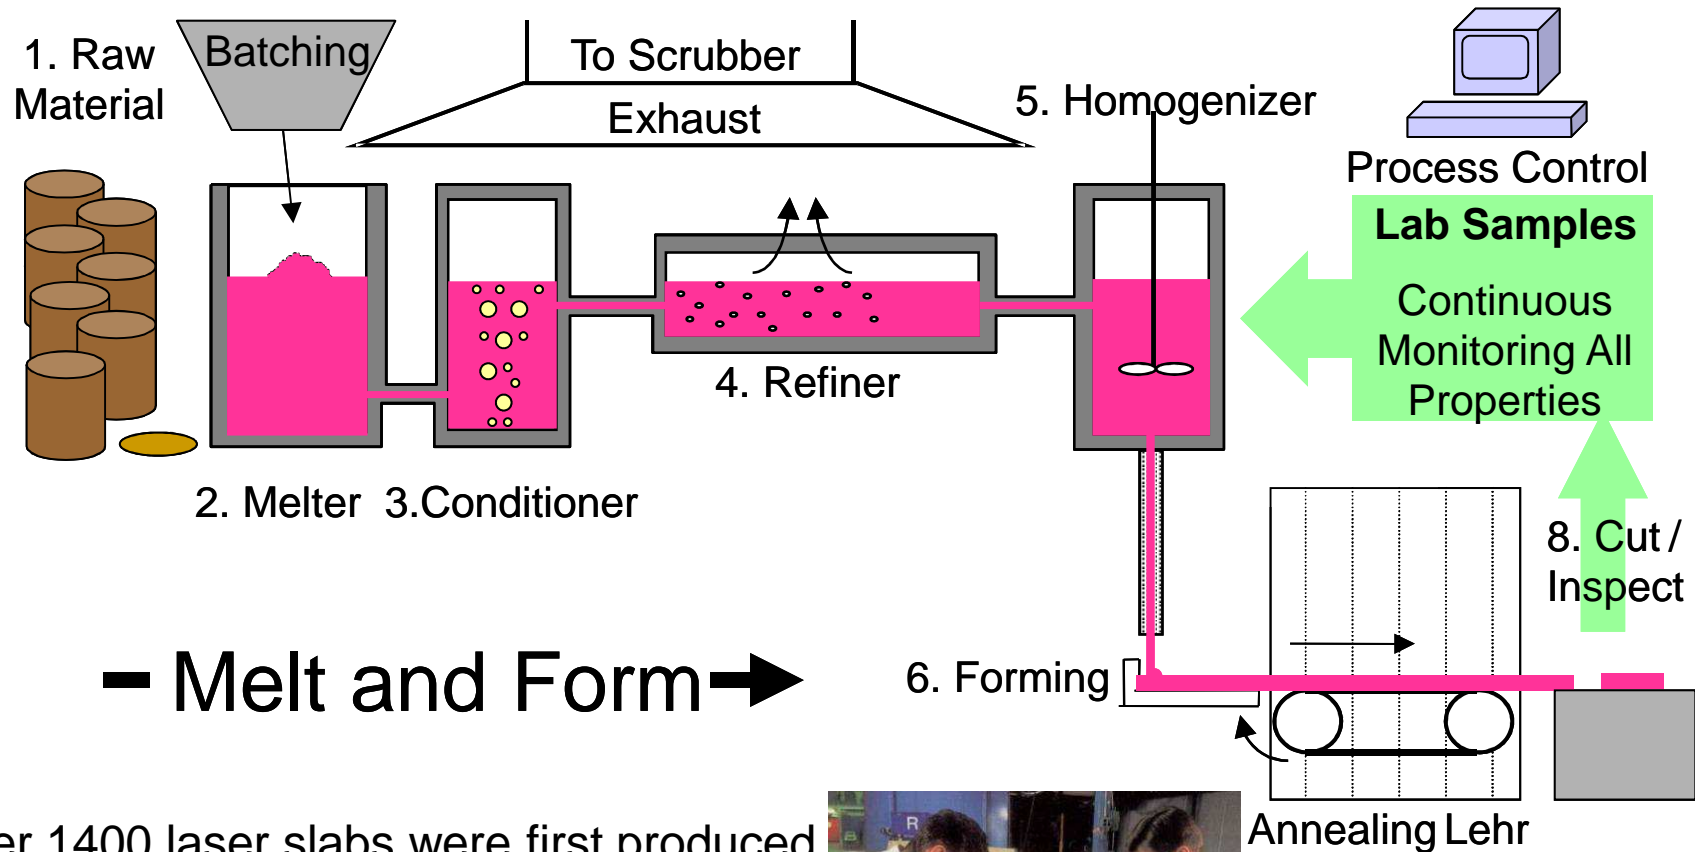 1. Raw
Material
Batching
To Scrubber
Exhaust
5. Homogenizer
Process Control
Lab Samples
Continuous
Monitoring All
Properties
4. Refiner
2. Melter 3.Conditioner
8. Cut /
Inspect
Melt and Form
6. Forming
Annealing Lehr
1400 laser slabs were first produced
R